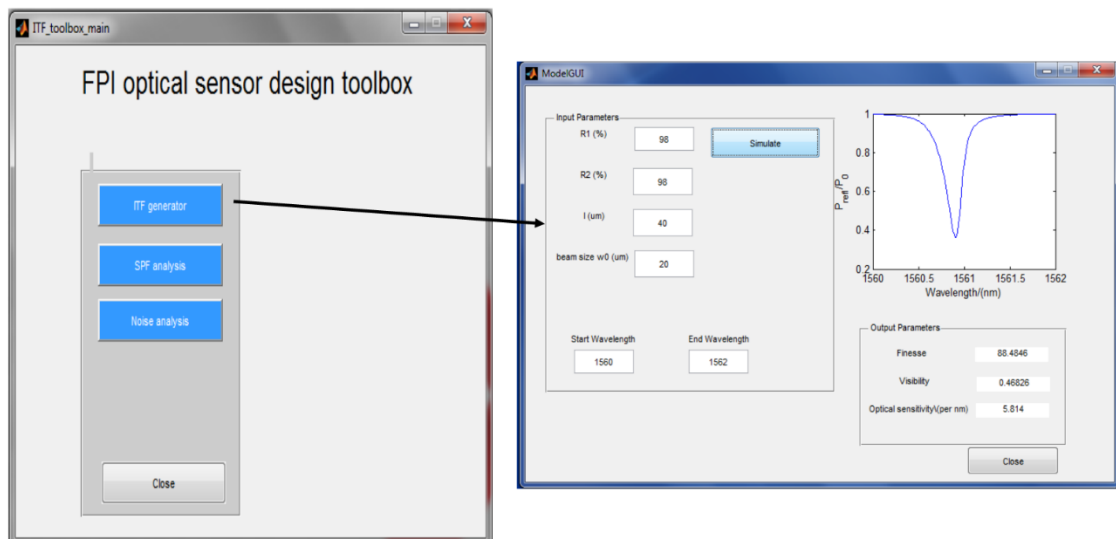 ITF_toolbox_main
FPI optical sensor design toolbox
ITF generator
SPF analysis
Noise analysis
Close
ModelGUI
Input Parameters
R1 (%)
98
Simulate
R2 (%)
98
l (um)
40
beam size w0 (um)
20
Start Wavelength
End Wavelength
1560
1562
1
0.8
0.6
0.4
0.2
P_refl/P_0
1560
1560.5
1561
1561.5
1562
Wavelength/(nm)
Output Parameters
Finesse
88.4846
Visibility
0.46826
Optical sensitivity\(per nm)
5.814
Close